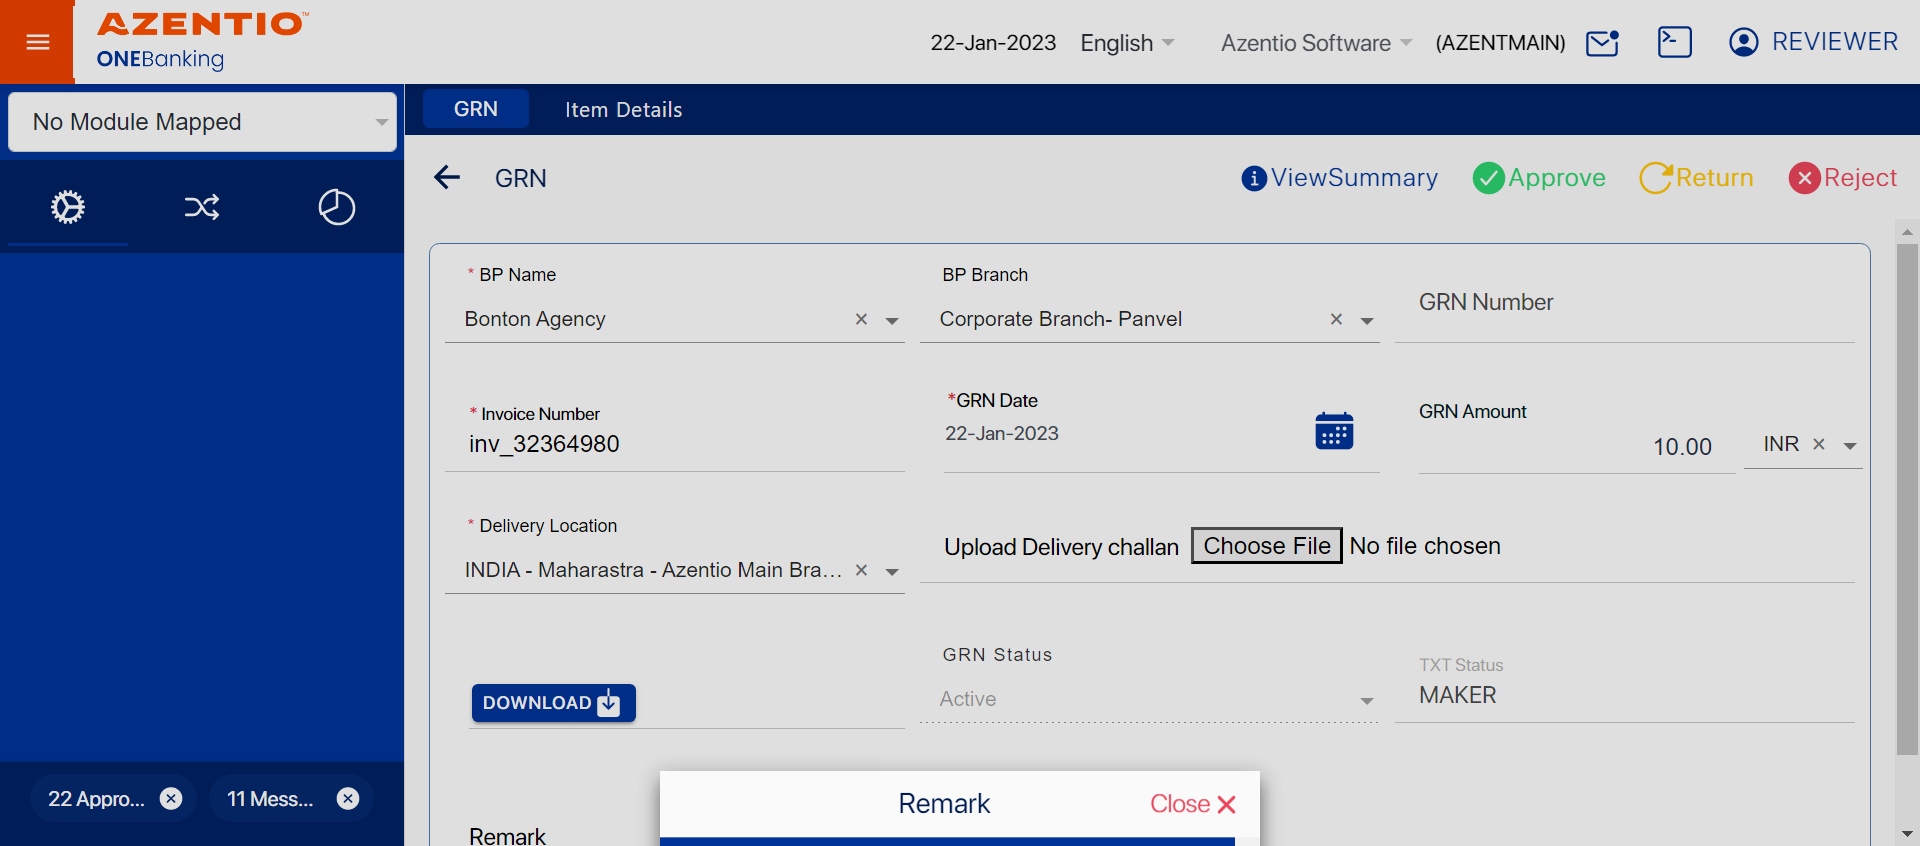 AZENTIO™
ONEBanking
22-Jan-2023
English
Azentio Software
(AZENTMAIN)
REVIEWER
No Module Mapped
GRN
Item Details
GRN
ViewSummary
Approve
Return
Reject
* BP Name
Bonton Agency
BP Branch
Corporate Branch- Panvel
GRN Number
* Invoice Number
inv_32364980
*GRN Date
22-Jan-2023
GRN Amount
10.00
INR
* Delivery Location
INDIA - Maharastra - Azentio Main Bra...
Upload Delivery challan
Choose File
No file chosen
DOWNLOAD
GRN Status
Active
TXT Status
MAKER
22 Appro...
11 Mess...
Remark
Remark
Close